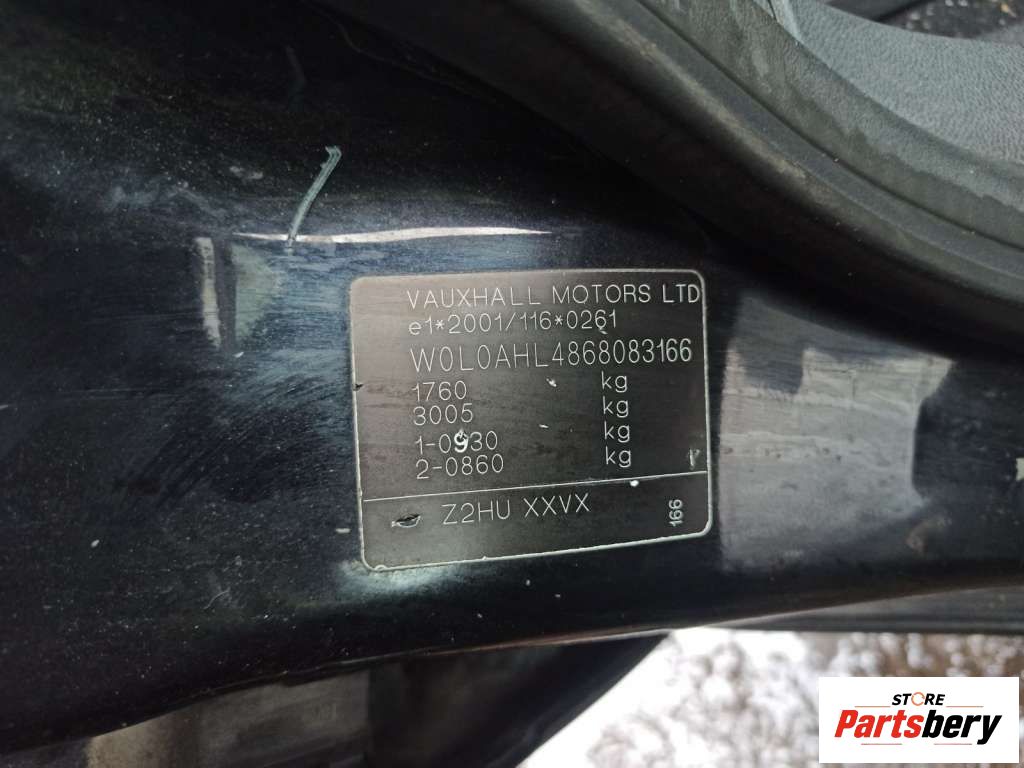 VAUXHALL MOTORS LTD
e1*2001/116*0261
W0L0AHL4868083166
1760 kg
3005 kg
1-0930 kg
2-0860 kg
Z2HU XXVX
166
STORE
Partsbery